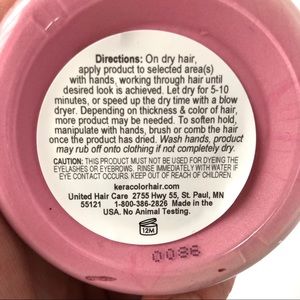 Directions: On dry hair,
apply product to selected area(s)
with hands, working through hair until
desired look is achieved. Let dry for 5-10
minutes, or speed up the dry time with a blow
dryer. Depending on thickness & color of hair,
more product may be needed. To soften hold,
manipulate with hands, brush or comb the hair
once the product has dried. Wash hands, product
may rub off onto clothing if not completely dry.
CAUTION: THIS PRODUCT MUST NOT BE USED FOR DYEING THE
EYELASHES OR EYEBROWS. RINSE IMMEDIATELY WITH WATER IF
EYE CONTACT OCCURS. KEEP OUT OF REACH OF CHILDREN.
keracolorhair.com
United Hair Care 2755 Hwy 55, St. Paul, MN
55121 1-800-386-2826 Made in the
USA. No Animal Testing.
12M
0086